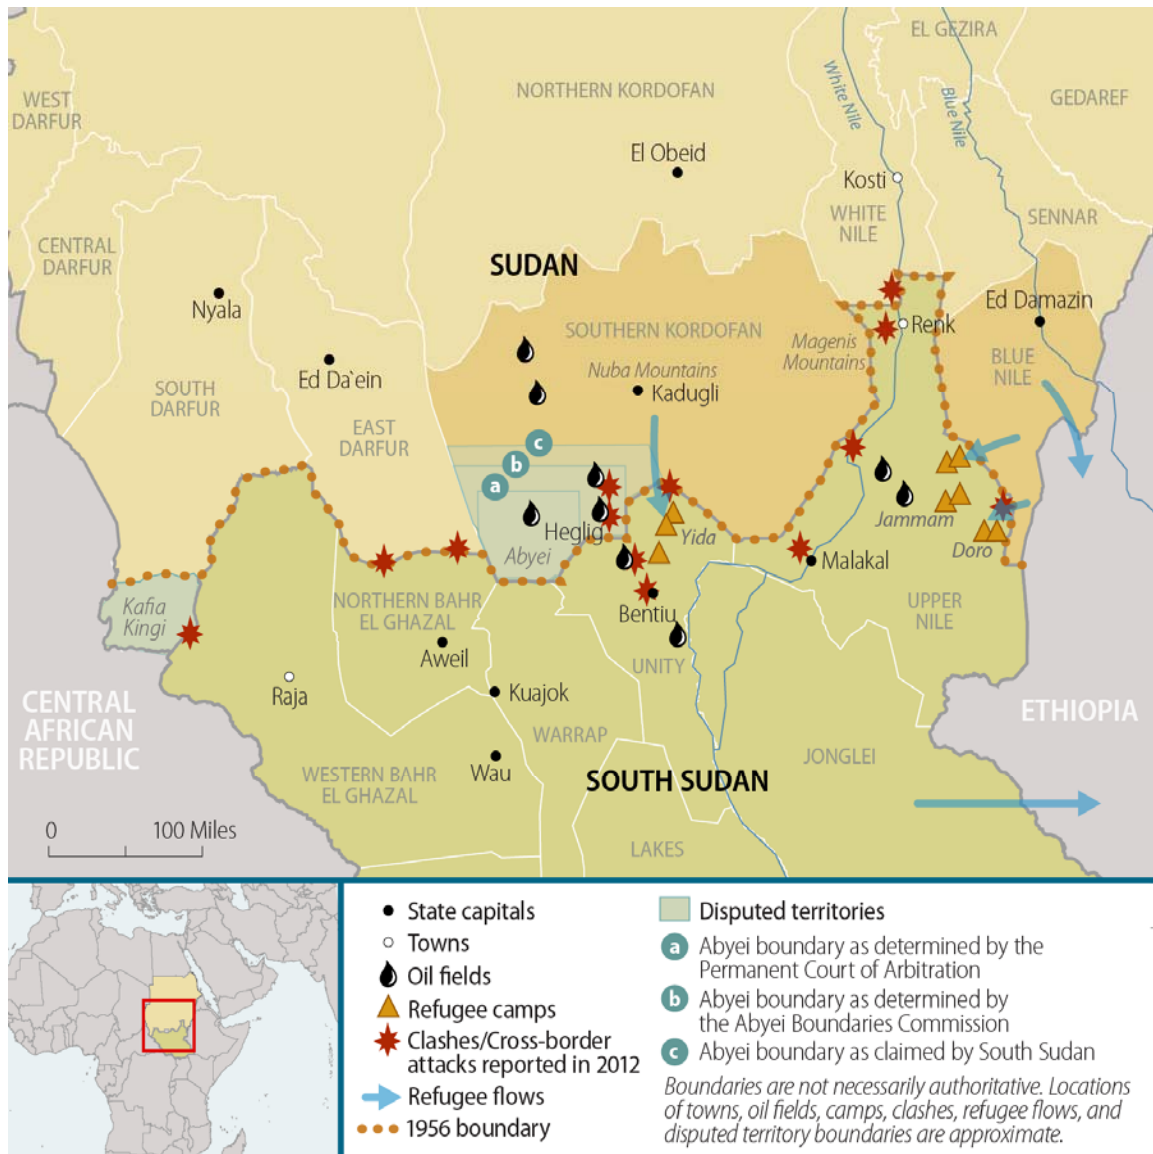 EL GEZIRA
WEST
DARFUR
NORTHERN KORDOFAN
White Nile
Blue Nile
GEDAREF
El Obeid
Kosti
WHITE
NILE
SENNAR
CENTRAL
DARFUR
SUDAN
Nyala
Ed Damazin
SOUTHERN KORDOFAN
Renk
Magenis
Mountains
Ed Da`ein
Nuba Mountains
Kadugli
BLUE
NILE
SOUTH
DARFUR
EAST
DARFUR
c
b
a
Heglig
Abyei
Yida
Jammam
Doro
Malakal
Kafia
Kingi
NORTHERN BAHR
EL GHAZAL
Bentiu
UPPER
NILE
Aweil
UNITY
Raja
Kuajok
CENTRAL
AFRICAN
REPUBLIC
ETHIOPIA
WARRAP
JONGLEI
Wau
WESTERN BAHR
EL GHAZAL
SOUTH SUDAN
0 100 Miles
LAKES
State capitals
Towns
Oil fields
Refugee camps
Clashes/Cross-border
attacks reported in 2012
Refugee flows
1956 boundary
Disputed territories
a Abyei boundary as determined by the
Permanent Court of Arbitration
b Abyei boundary as determined by
the Abyei Boundaries Commission
c Abyei boundary as claimed by South Sudan
Boundaries are not necessarily authoritative. Locations
of towns, oil fields, camps, clashes, refugee flows, and
disputed territory boundaries are approximate.